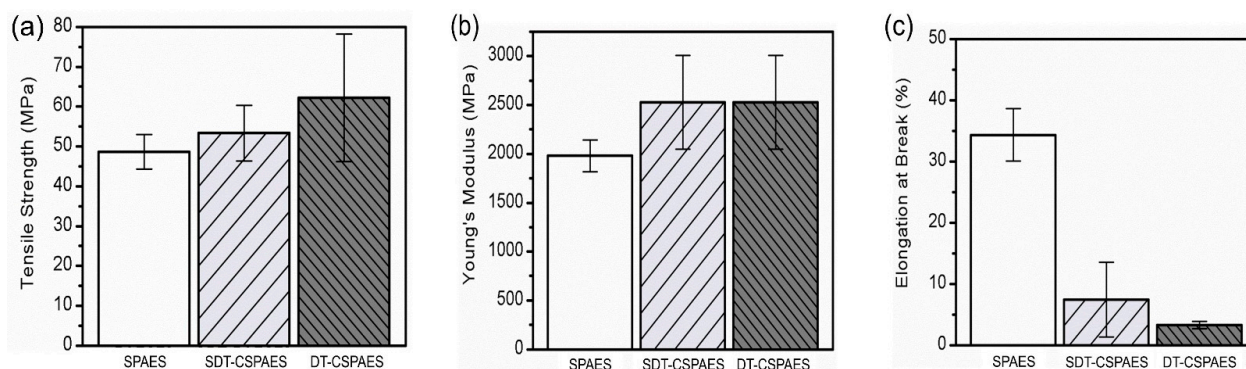 (a)
Tensile Strength (MPa)
80
70
60
50
40
30
20
10
0
SPAES SDT-CSPAES DT-CSPAES
(b)
Young's Modulus (MPa)
3000
2500
2000
1500
1000
500
0
SPAES SDT-CSPAES DT-CSPAES
(c)
Elongation at Break (%)
50
40
30
20
10
0
SPAES SDT-CSPAES DT-CSPAES